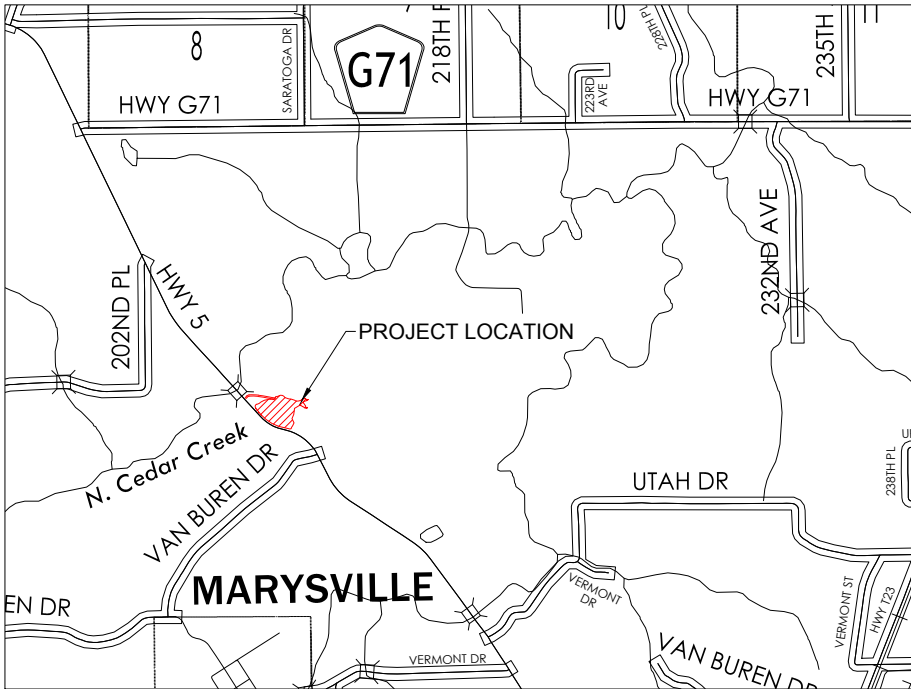 8
SARATOGA DR
G71
218TH
228TH PL
235TH
HWY G71
223RD
AVE
HWY G71
202ND PL
HWY 5
232ND AVE
PROJECT LOCATION
N. Cedar Creek
VAN BUREN DR
UTAH DR
238TH PL
MARYSVILLE
EN DR
VERMONT
DR
VERMONT ST
HWY T23
VERMONT DR
VAN BUREN DR